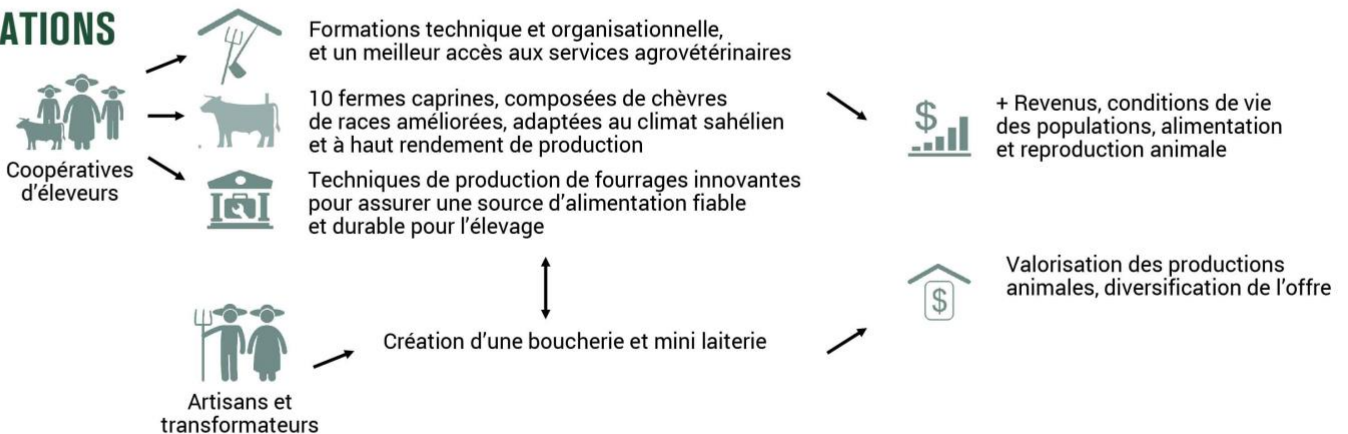 ATIONS
Formations technique et organisationnelle,
et un meilleur accès aux services agrovétérinaires
10 fermes caprines, composées de chèvres
de races améliorées, adaptées au climat sahélien
et à haut rendement de production
Coopératives
d'éleveurs
Techniques de production de fourrages innovantes
pour assurer une source d'alimentation fiable
et durable pour l'élevage
+ Revenus, conditions de vie
des populations, alimentation
et reproduction animale
Valorisation des productions
animales, diversification de l'offre
Création d'une boucherie et mini laiterie
Artisans et
transformateurs